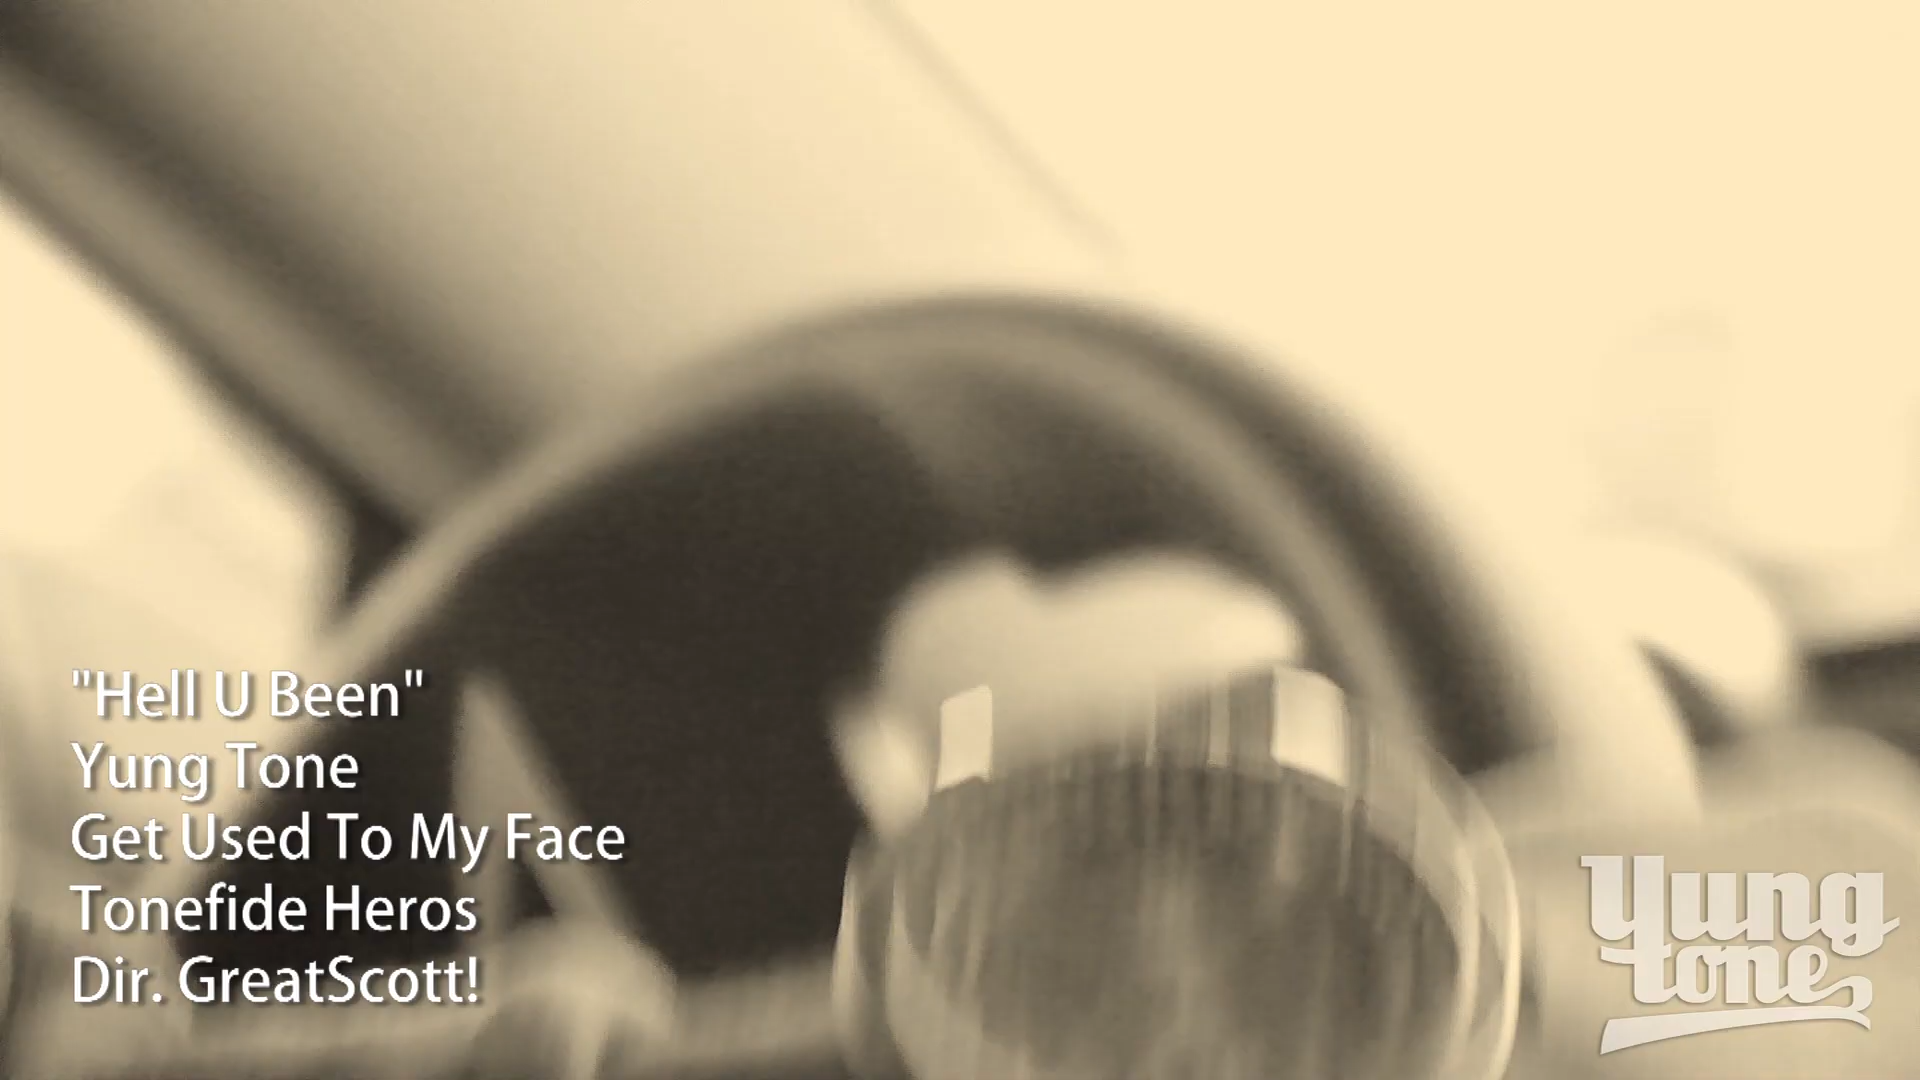 "Hell U Been"
Yung Tone
Get Used To My Face
Tonefide Heros
Dir. GreatScott!
Yung
tone